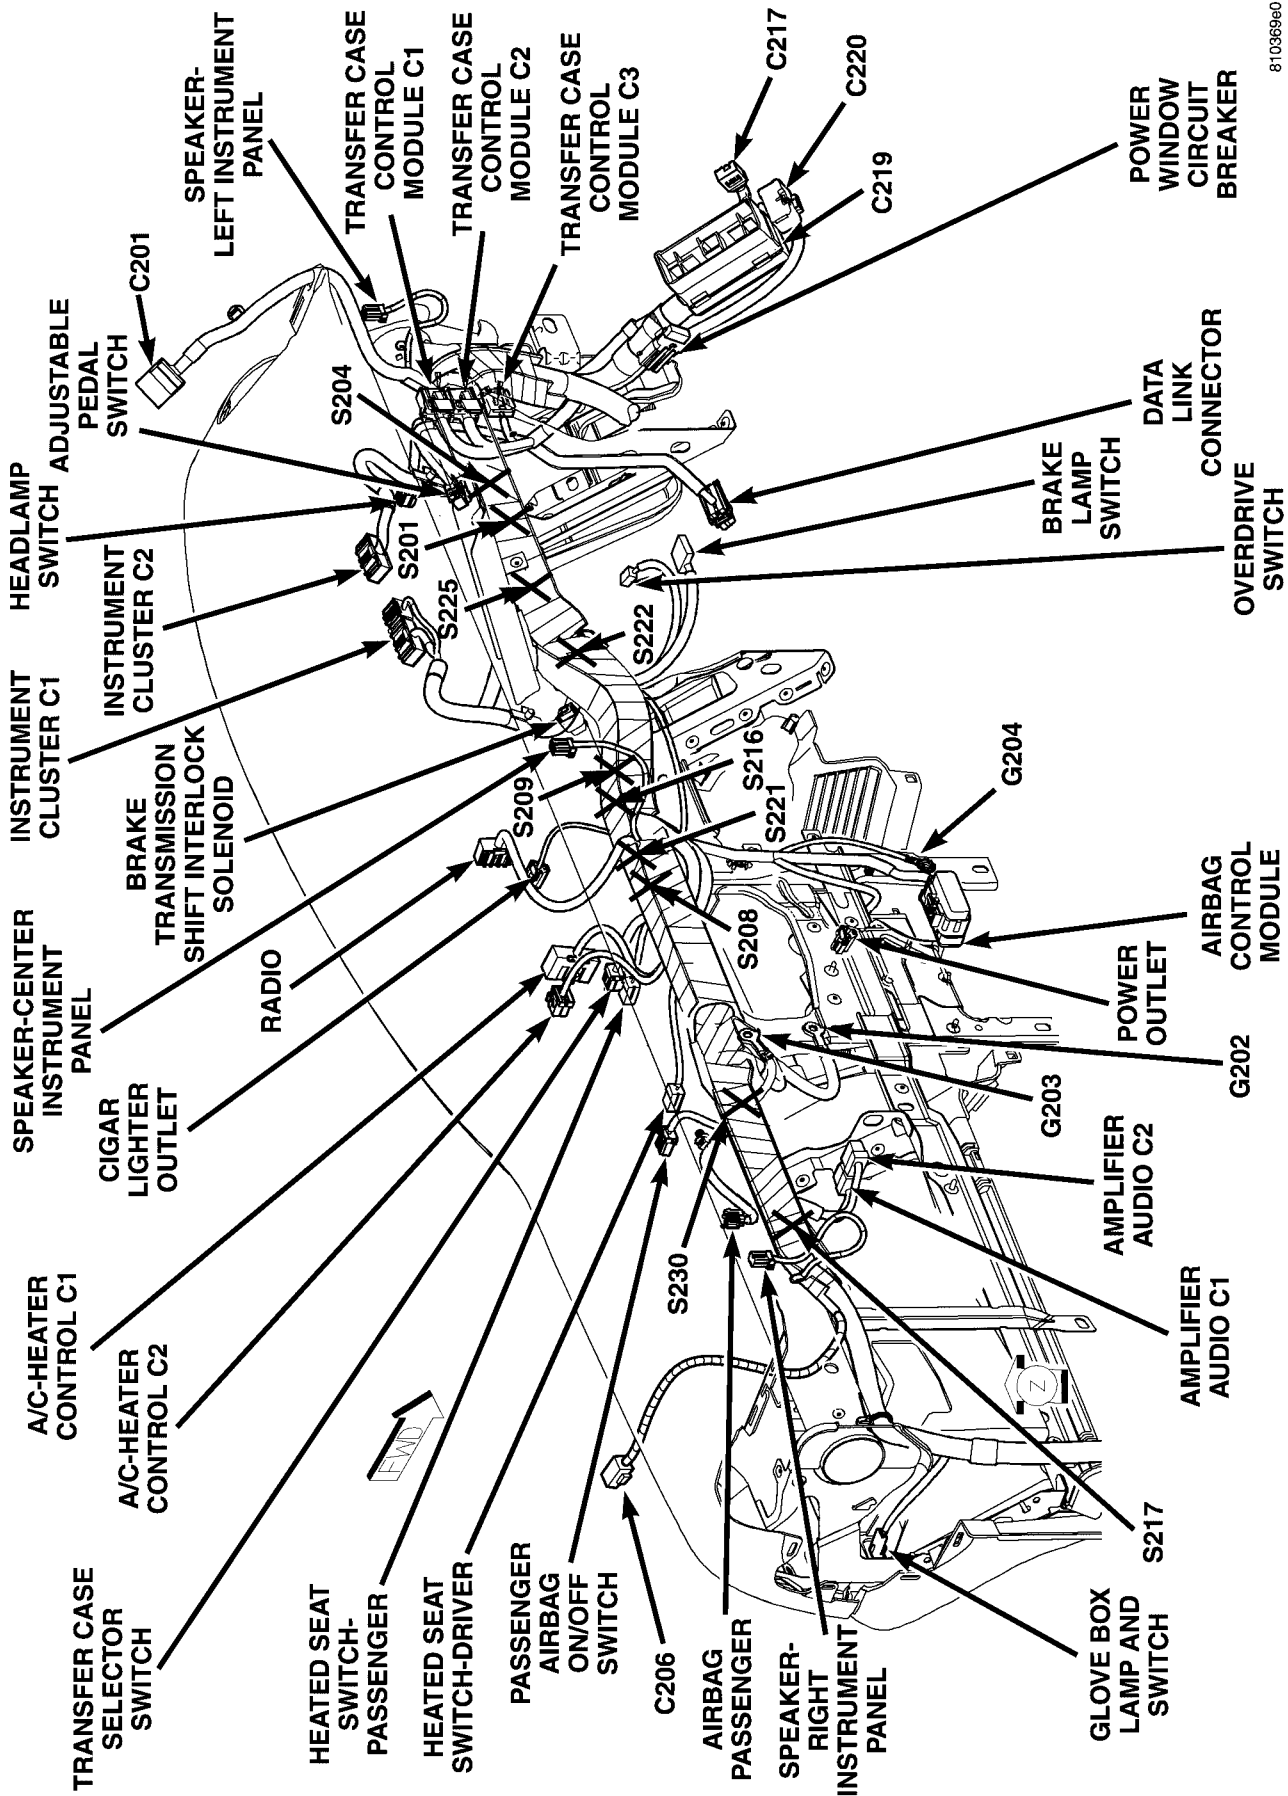 TRANSFER CASE
SELECTOR
SWITCH
A/C-HEATER
CONTROL C1
A/C-HEATER
CONTROL C2
CIGAR
LIGHTER
OUTLET
SPEAKER-CENTER
INSTRUMENT
PANEL
RADIO
BRAKE
TRANSMISSION
SHIFT INTERLOCK
SOLENOID
INSTRUMENT
CLUSTER C1
INSTRUMENT
CLUSTER C2
HEADLAMP
SWITCH
ADJUSTABLE
PEDAL
SWITCH
C201
SPEAKER-
LEFT INSTRUMENT
PANEL
TRANSFER CASE
CONTROL
MODULE C1
TRANSFER CASE
CONTROL
MODULE C2
TRANSFER CASE
CONTROL
MODULE C3
C217
C220
C219
POWER
WINDOW
CIRCUIT
BREAKER
DATA
LINK
CONNECTOR
BRAKE
LAMP
SWITCH
OVERDRIVE
SWITCH
S204
S201
S225
S222
S209
S216
S221
S208
G204
AIRBAG
CONTROL
MODULE
POWER
OUTLET
G202
G203
AMPLIFIER
AUDIO C2
AMPLIFIER
AUDIO C1
S230
S217
GLOVE BOX
LAMP AND
SWITCH
SPEAKER-
RIGHT
INSTRUMENT
PANEL
AIRBAG
PASSENGER
C206
PASSENGER
AIRBAG
ON/OFF
SWITCH
HEATED SEAT
SWITCH-DRIVER
HEATED SEAT
SWITCH-
PASSENGER
FWD
Z
810369e0